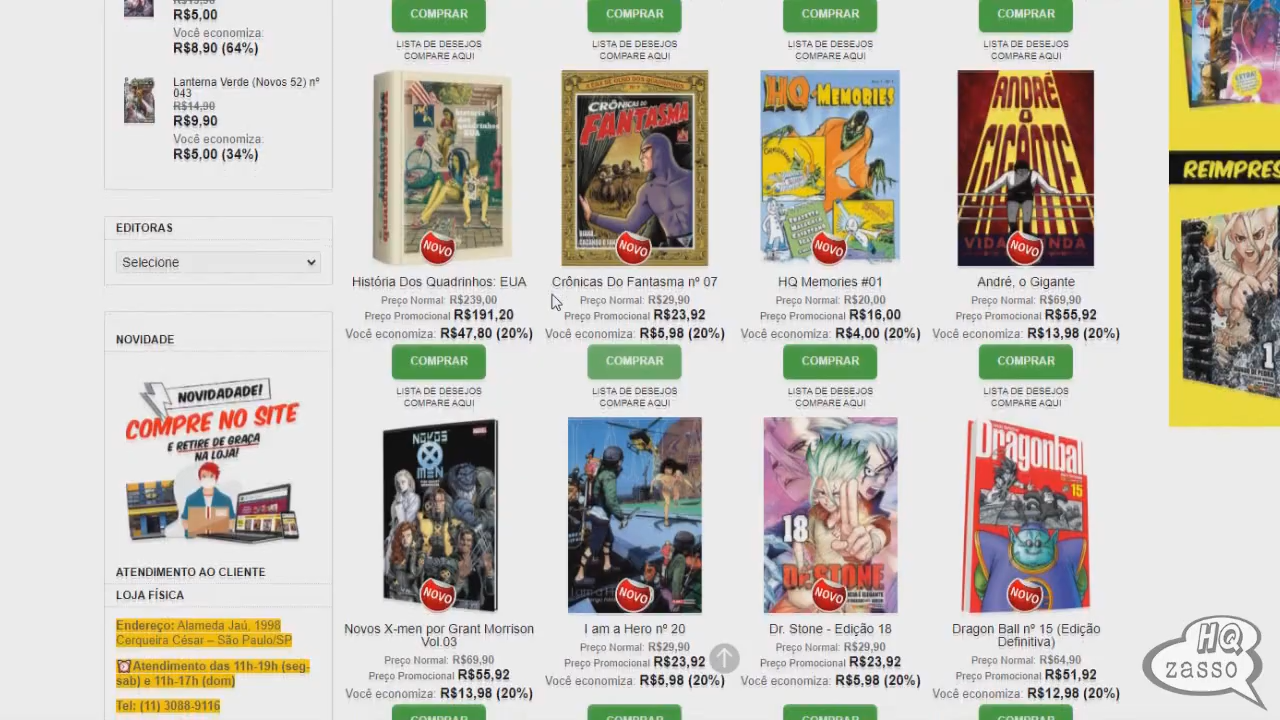 R$13,90
R$5,00
Você economiza:
R$8,90 (64%)
Lanterna Verde (Novos 52) nº
043
R$14,90
R$9,90
Você economiza:
R$5,00 (34%)
EDITORAS
Selecione
NOVIDADE
NOVIDADADE!
COMPRE NO SITE
E RETIRE DE GRAÇA
NA LOJA!
ATENDIMENTO AO CLIENTE
LOJA FÍSICA
Endereço: Alameda Jaú, 1998
Cerqueira César – São Paulo/SP
Atendimento das 11h-19h (seg-
sab) e 11h-17h (dom)
Tel: (11) 3088-9116
COMPRAR COMPRAR COMPRAR COMPRAR
LISTA DE DESEJOS LISTA DE DESEJOS LISTA DE DESEJOS LISTA DE DESEJOS
COMPARE AQUI COMPARE AQUI COMPARE AQUI COMPARE AQUI
história
dos
quadrinhos
EUA
NOVO
CRÔNICAS DO
FANTASMA
NOVO
HQ Memories
NOVO
ANDRÉ
O
GIGANTE
NOVO
História Dos Quadrinhos: EUA Crônicas Do Fantasma nº 07 HQ Memories #01 André, o Gigante
Preço Normal: R$239,00 Preço Normal: R$29,90 Preço Normal: R$20,00 Preço Normal: R$69,90
Preço Promocional R$191,20 Preço Promocional R$23,92 Preço Promocional R$16,00 Preço Promocional R$55,92
Você economiza: R$47,80 (20%) Você economiza: R$5,98 (20%) Você economiza: R$4,00 (20%) Você economiza: R$13,98 (20%)
COMPRAR COMPRAR COMPRAR COMPRAR
LISTA DE DESEJOS LISTA DE DESEJOS LISTA DE DESEJOS LISTA DE DESEJOS
COMPARE AQUI COMPARE AQUI COMPARE AQUI COMPARE AQUI
NOVOS
X
MEN
NOVO
NOVO
18
DR.STONE
NOVO
Dragonball
15
NOVO
Novos X-men por Grant Morrison I am a Hero nº 20 Dr. Stone - Edição 18 Dragon Ball nº 15 (Edição
Vol.03 Definitiva)
Preço Normal: R$69,90 Preço Normal: R$29,90 Preço Normal: R$29,90 Preço Normal: R$64,90
Preço Promocional R$55,92 Preço Promocional R$23,92 Preço Promocional R$23,92 Preço Promocional R$51,92
Você economiza: R$13,98 (20%) Você economiza: R$5,98 (20%) Você economiza: R$5,98 (20%) Você economiza: R$12,98 (20%)
COMPRAR COMPRAR COMPRAR COMPRAR
EXTRA!
REIMPRES
HQ
zasso